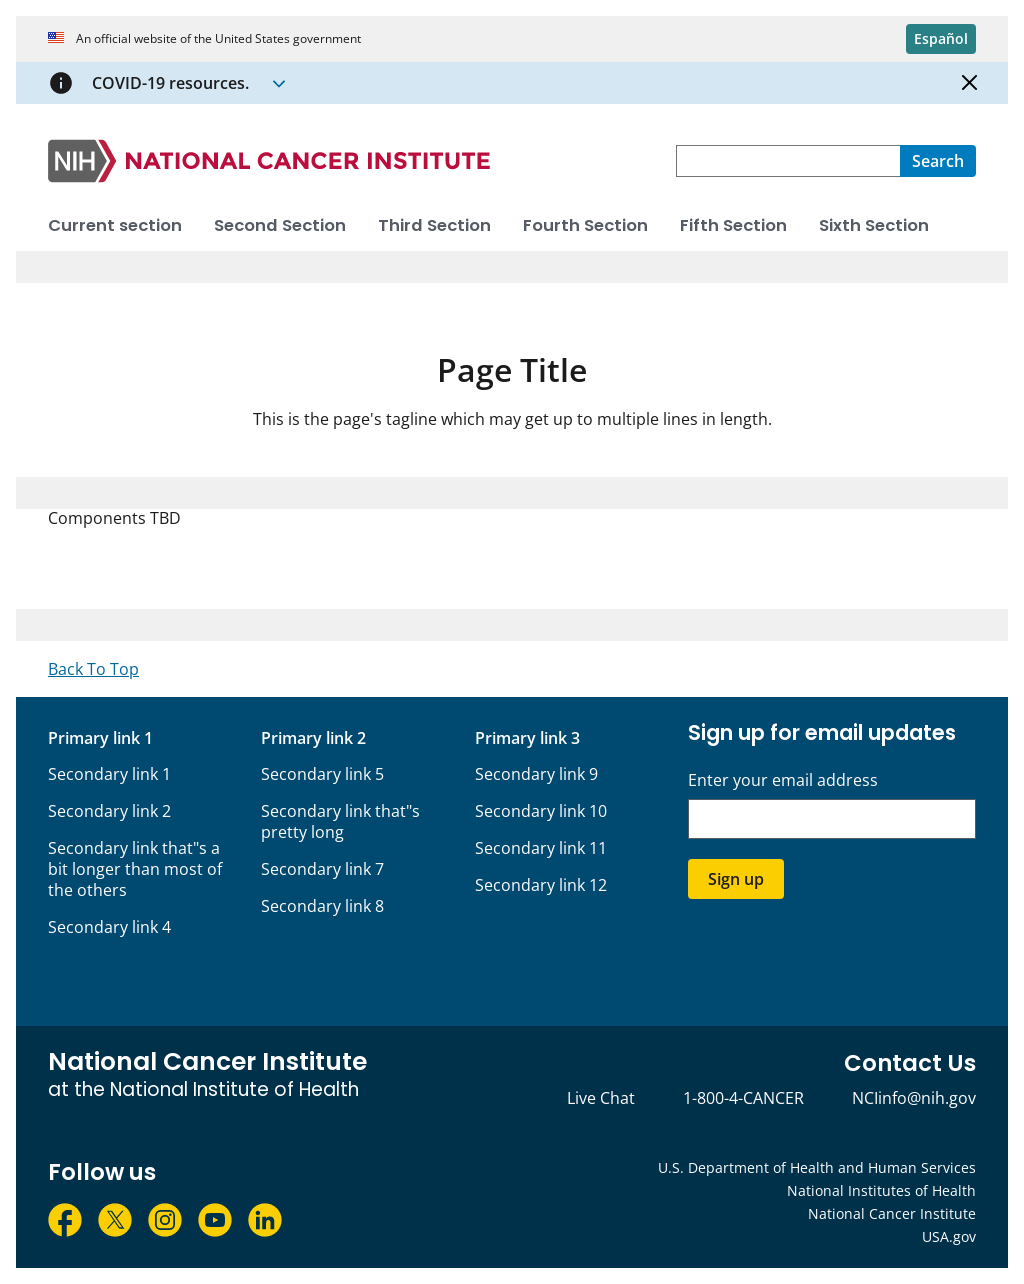 An official website of the United States government
Español
COVID-19 resources.
NIH NATIONAL CANCER INSTITUTE
Search
Current section Second Section Third Section Fourth Section Fifth Section Sixth Section
Page Title
This is the page's tagline which may get up to multiple lines in length.
Components TBD
Back To Top
Primary link 1
Secondary link 1
Secondary link 2
Secondary link that"s a
bit longer than most of
the others
Secondary link 4
Primary link 2
Secondary link 5
Secondary link that"s
pretty long
Secondary link 7
Secondary link 8
Primary link 3
Secondary link 9
Secondary link 10
Secondary link 11
Secondary link 12
Sign up for email updates
Enter your email address
Sign up
National Cancer Institute
at the National Institute of Health
Contact Us
Live Chat 1-800-4-CANCER NCIinfo@nih.gov
Follow us
U.S. Department of Health and Human Services
National Institutes of Health
National Cancer Institute
USA.gov